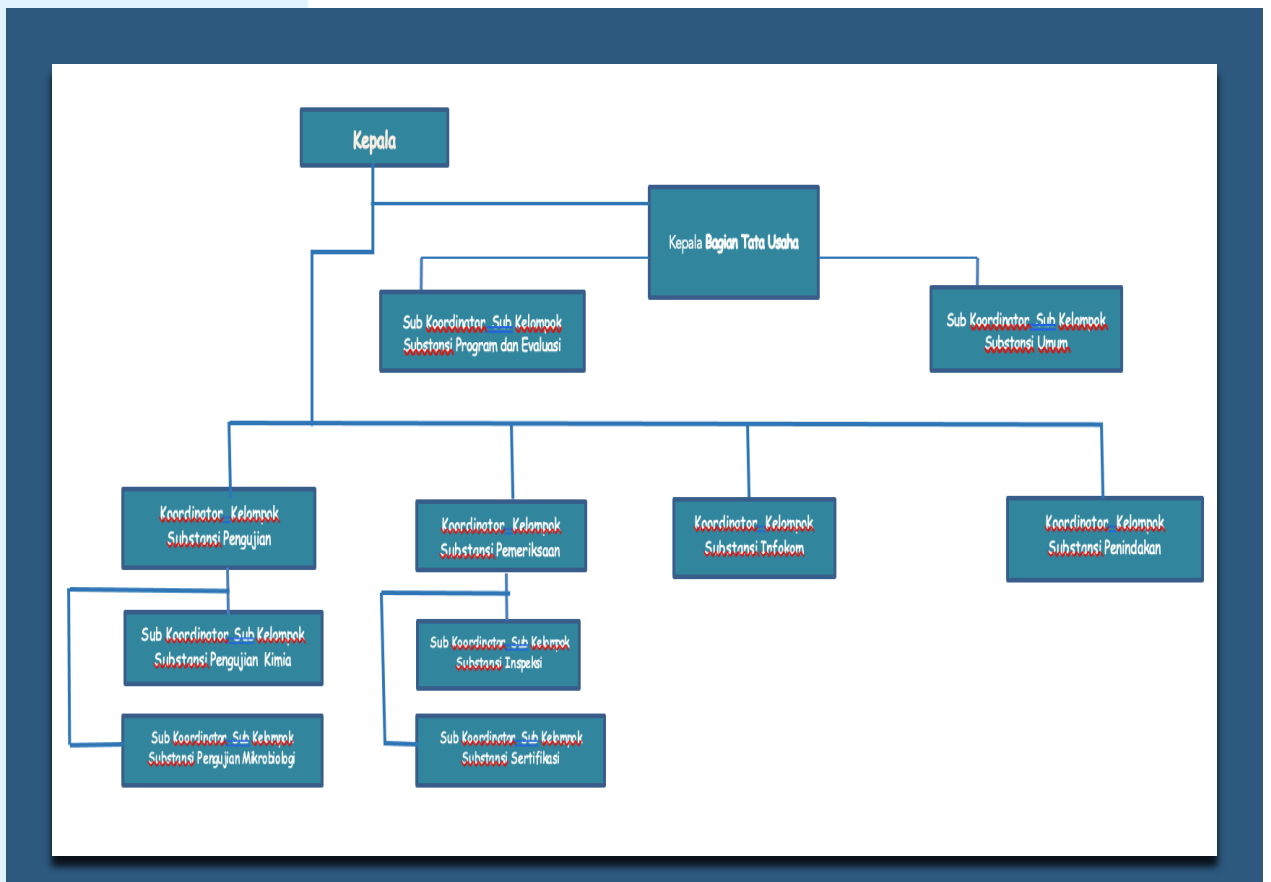 Kepala
Kepala Bagian Tata Usaha
Sub Koordinator Sub Kelompok
Substansi Program dan Evaluasi
Sub Koordinator Sub Kelompok
Substansi Umum
Koordinator Kelompok
Substansi Pengujian
Koordinator Kelompok
Substansi Pemeriksaan
Koordinator Kelompok
Substansi Infokom
Koordinator Kelompok
Substansi Penindakan
Sub Koordinator Sub Kelompok
Substansi Pengujian Kimia
Sub Koordinator Sub Kelompok
Substansi Inspeksi
Sub Koordinator Sub Kelompok
Substansi Pengujian Mikrobiologi
Sub Koordinator Sub Kelompok
Substansi Sertifikasi